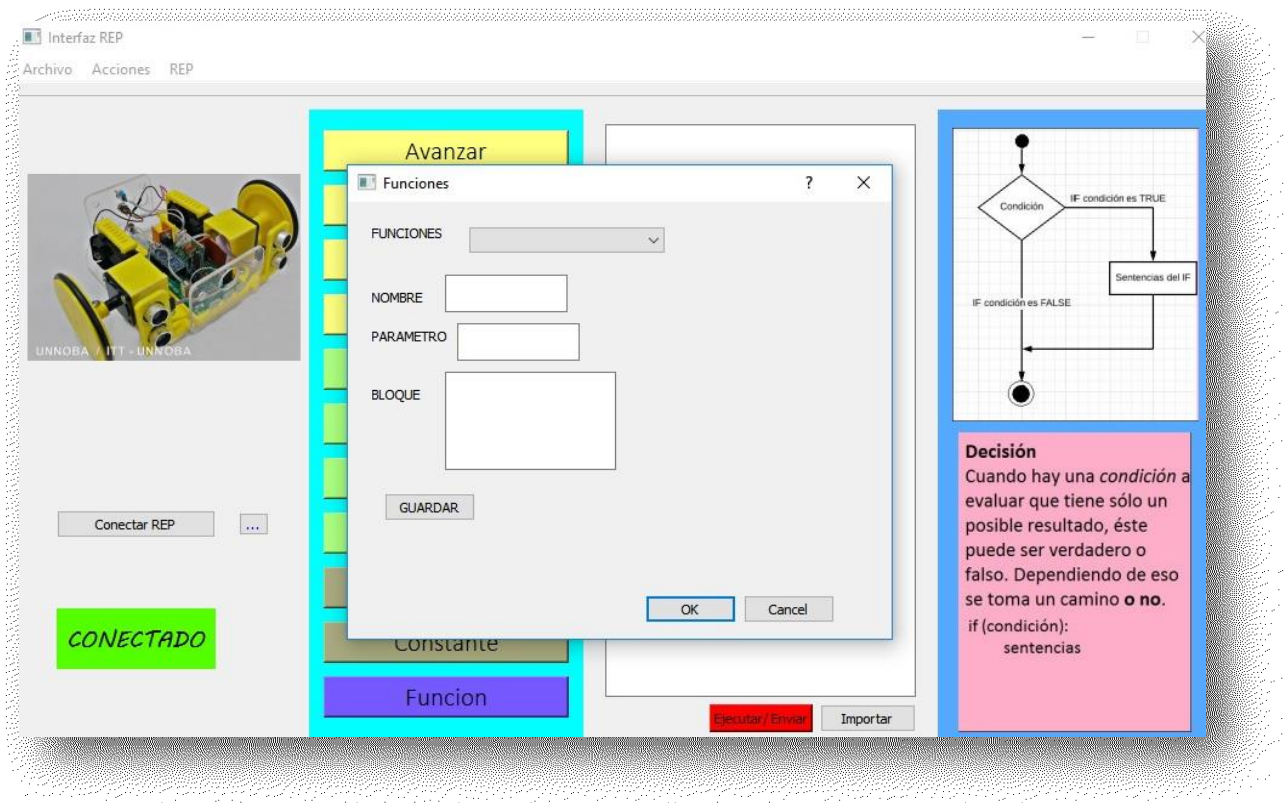 Interfaz REP
Archivo Acciones REP
UNNOBA / ITT - UNNOBA
Conectar REP
...
CONECTADO
Avanzar
Constante
Funcion
Funciones
?
FUNCIONES
NOMBRE
PARAMETRO
BLOQUE
GUARDAR
OK
Cancel
Ejecutar/ Enviar
Importar
Condición
IF condición es TRUE
Sentencias del IF
IF condición es FALSE
Decisión
Cuando hay una condición a
evaluar que tiene sólo un
posible resultado, éste
puede ser verdadero o
falso. Dependiendo de eso
se toma un camino o no.
if (condición):
sentencias